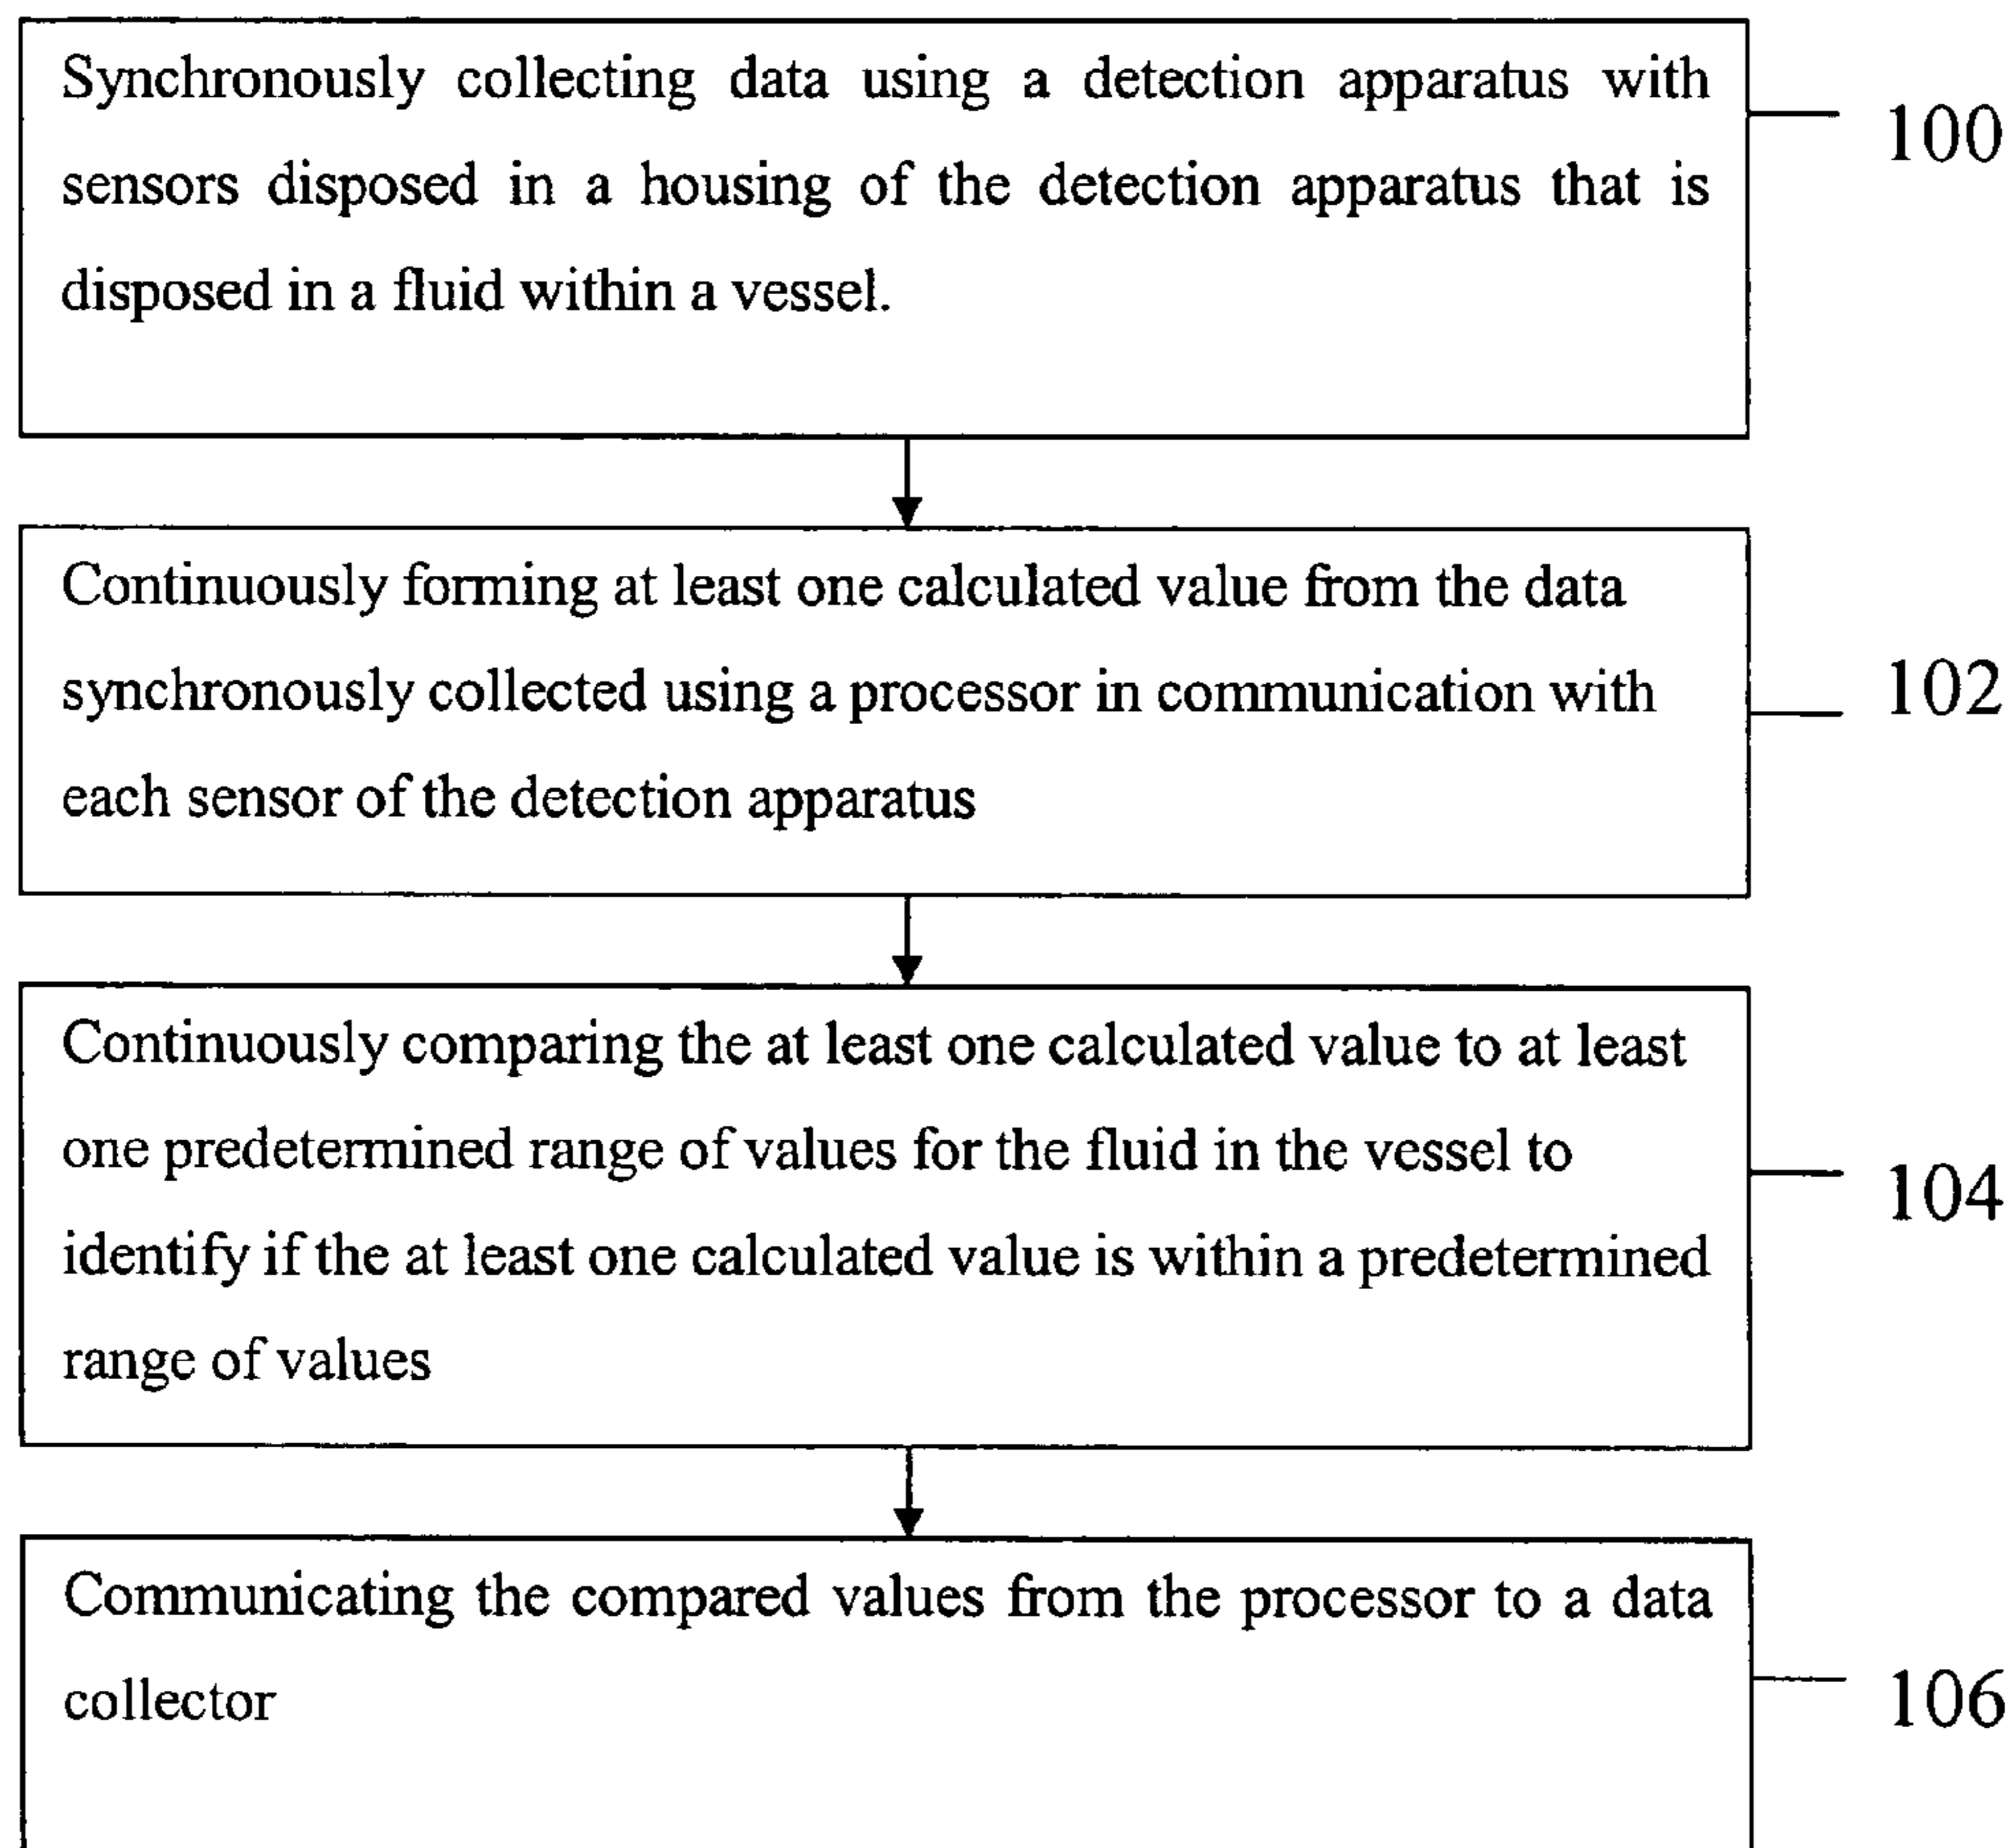 Synchronously collecting data using a detection apparatus with
100
sensors disposed in a housing of the detection apparatus that is
disposed in a fluid within a vessel.
Continuously forming at least one calculated value from the data
synchronously collected using a processor in communication with
102
each sensor of the detection apparatus
Continuously comparing the at least one calculated value to at least
one predetermined range of values for the fluid in the vessel to
104
identify if the at least one calculated value is within a predetermined
range of values
Communicating the compared values from the processor to a data
collector
106